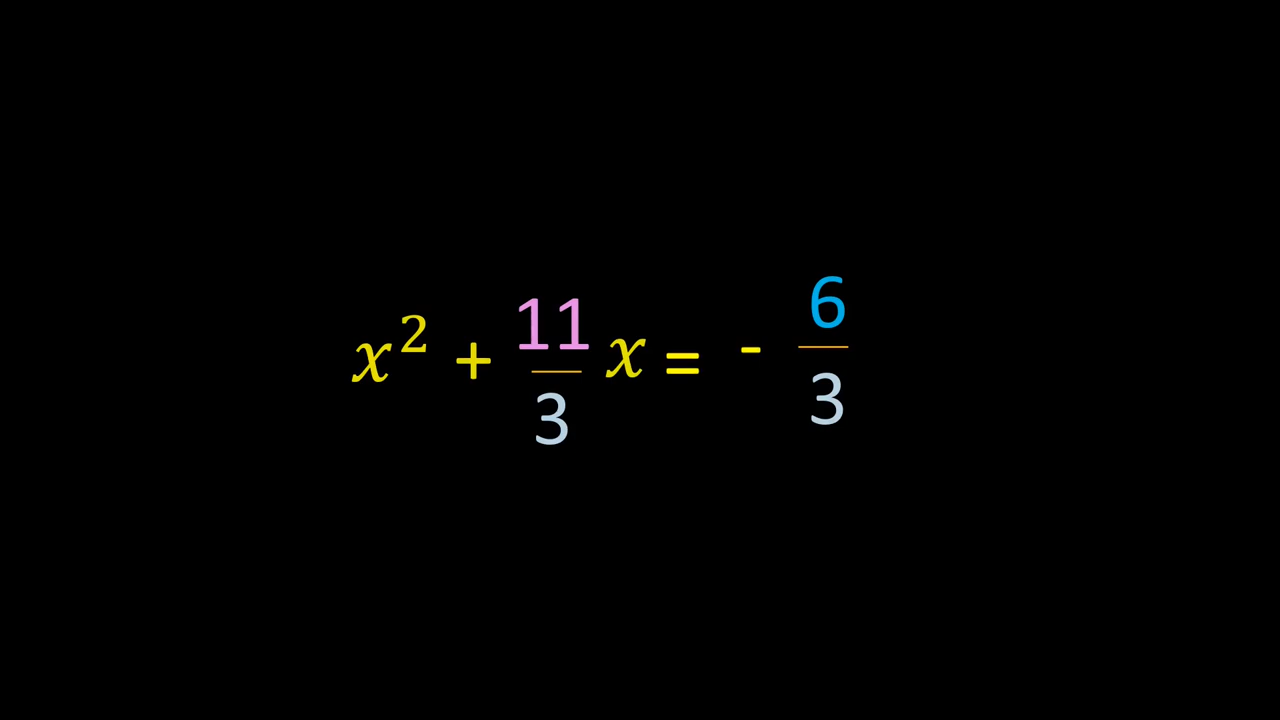 x² + 11/3 x = - 6/3